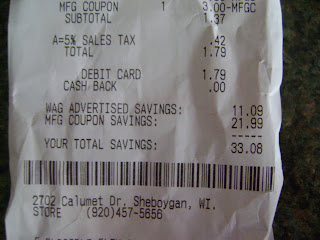 MFG COUPON 1 3.00-MFGC
SUBTOTAL 1.37
A=5% SALES TAX .42
TOTAL 1.79
DEBIT CARD 1.79
CASH BACK .00
WAG ADVERTISED SAVINGS: 11.09
MFG COUPON SAVINGS: 21.99
-----
YOUR TOTAL SAVINGS: 33.08
2702 Calumet Dr. Sheboygan, WI.
STORE (920)457-5656